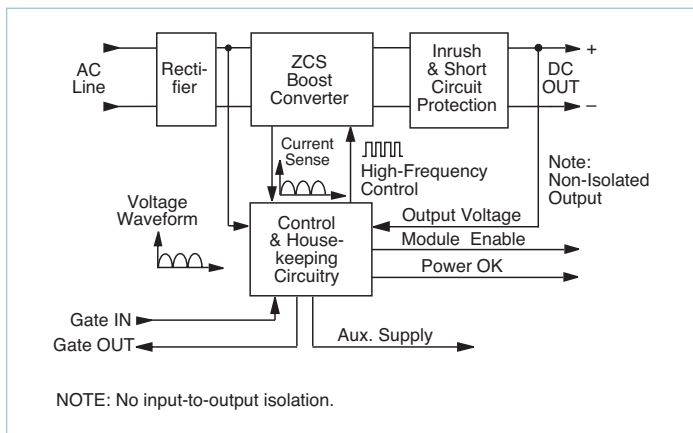 AC
Line
Recti-
fier
ZCS
Boost
Converter
Inrush
& Short
Circuit
Protection
+
DC
OUT
–
Current
Sense
High-Frequency
Control
Note:
Non-Isolated
Output
Voltage
Waveform
Control
& House-
keeping
Circuitry
Output Voltage
Module Enable
Power OK
Gate IN
Gate OUT
Aux. Supply
NOTE: No input-to-output isolation.